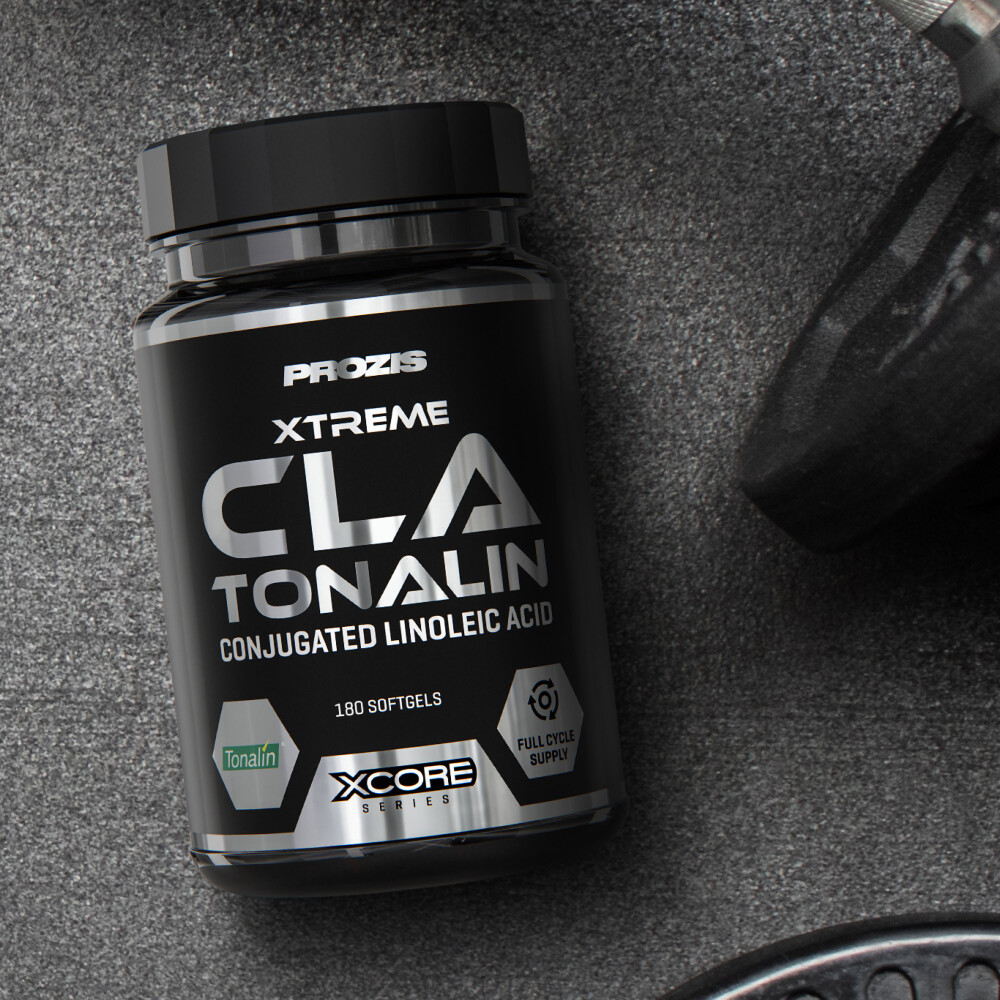 PROZIS
XTREME
CLA
TONALIN
CONJUGATED LINOLEIC ACID
180 SOFTGELS
Tonalin
FULL CYCLE
SUPPLY
XCORE
SERIES